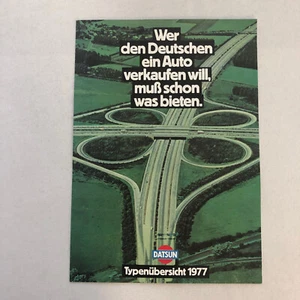 Wer
den Deutschen
ein Auto
verkaufen will,
muß schon
was bieten.
DATSUN
Typenübersicht 1977